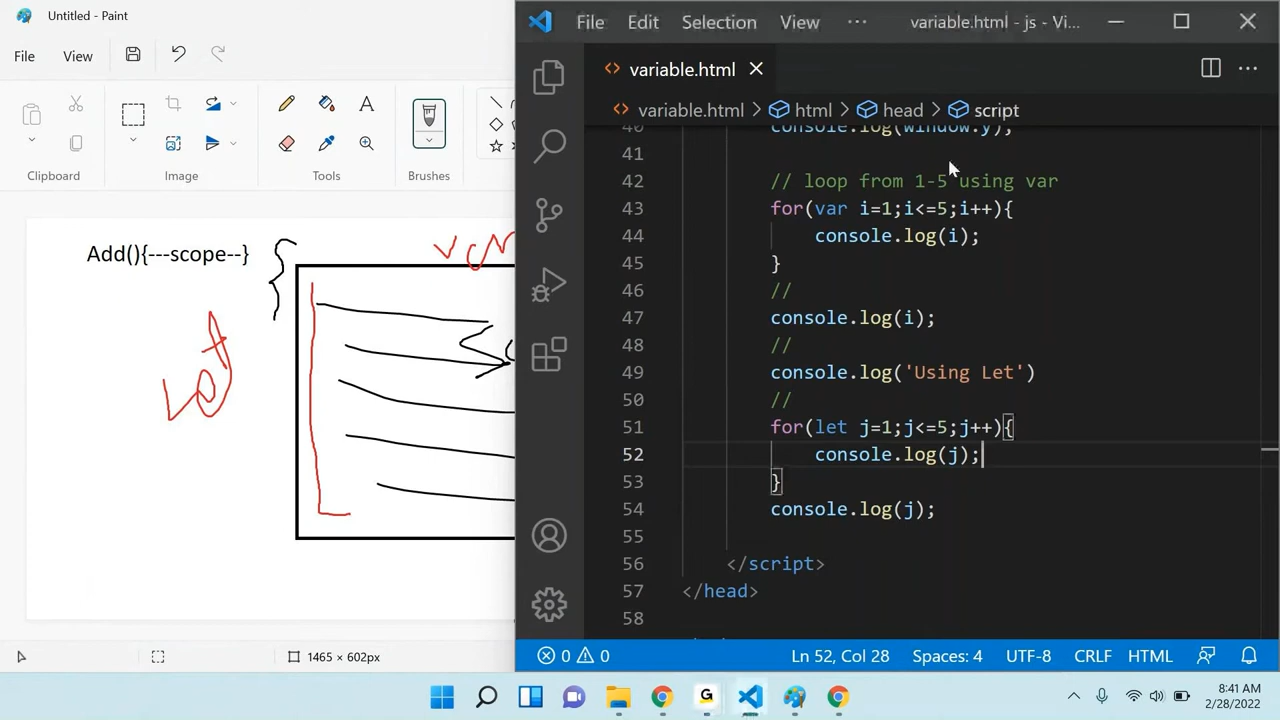 Untitled - Paint
File View
Clipboard
Image
Tools
Brushes
Add(){---scope--}
Let
1465 × 602px
File Edit Selection View ··· variable.html - js - Vi...
variable.html
variable.html > html > head > script
40 console.log(window.y);
41
42 // loop from 1-5 using var
43 for(var i=1;i<=5;i++){
44 console.log(i);
45 }
46 //
47 console.log(i);
48 //
49 console.log('Using Let')
50 //
51 for(let j=1;j<=5;j++){
52 console.log(j);
53 }
54 console.log(j);
55
56 </script>
57 </head>
58
0 0 Ln 52, Col 28 Spaces: 4 UTF-8 CRLF HTML
8:41 AM
2/28/2022